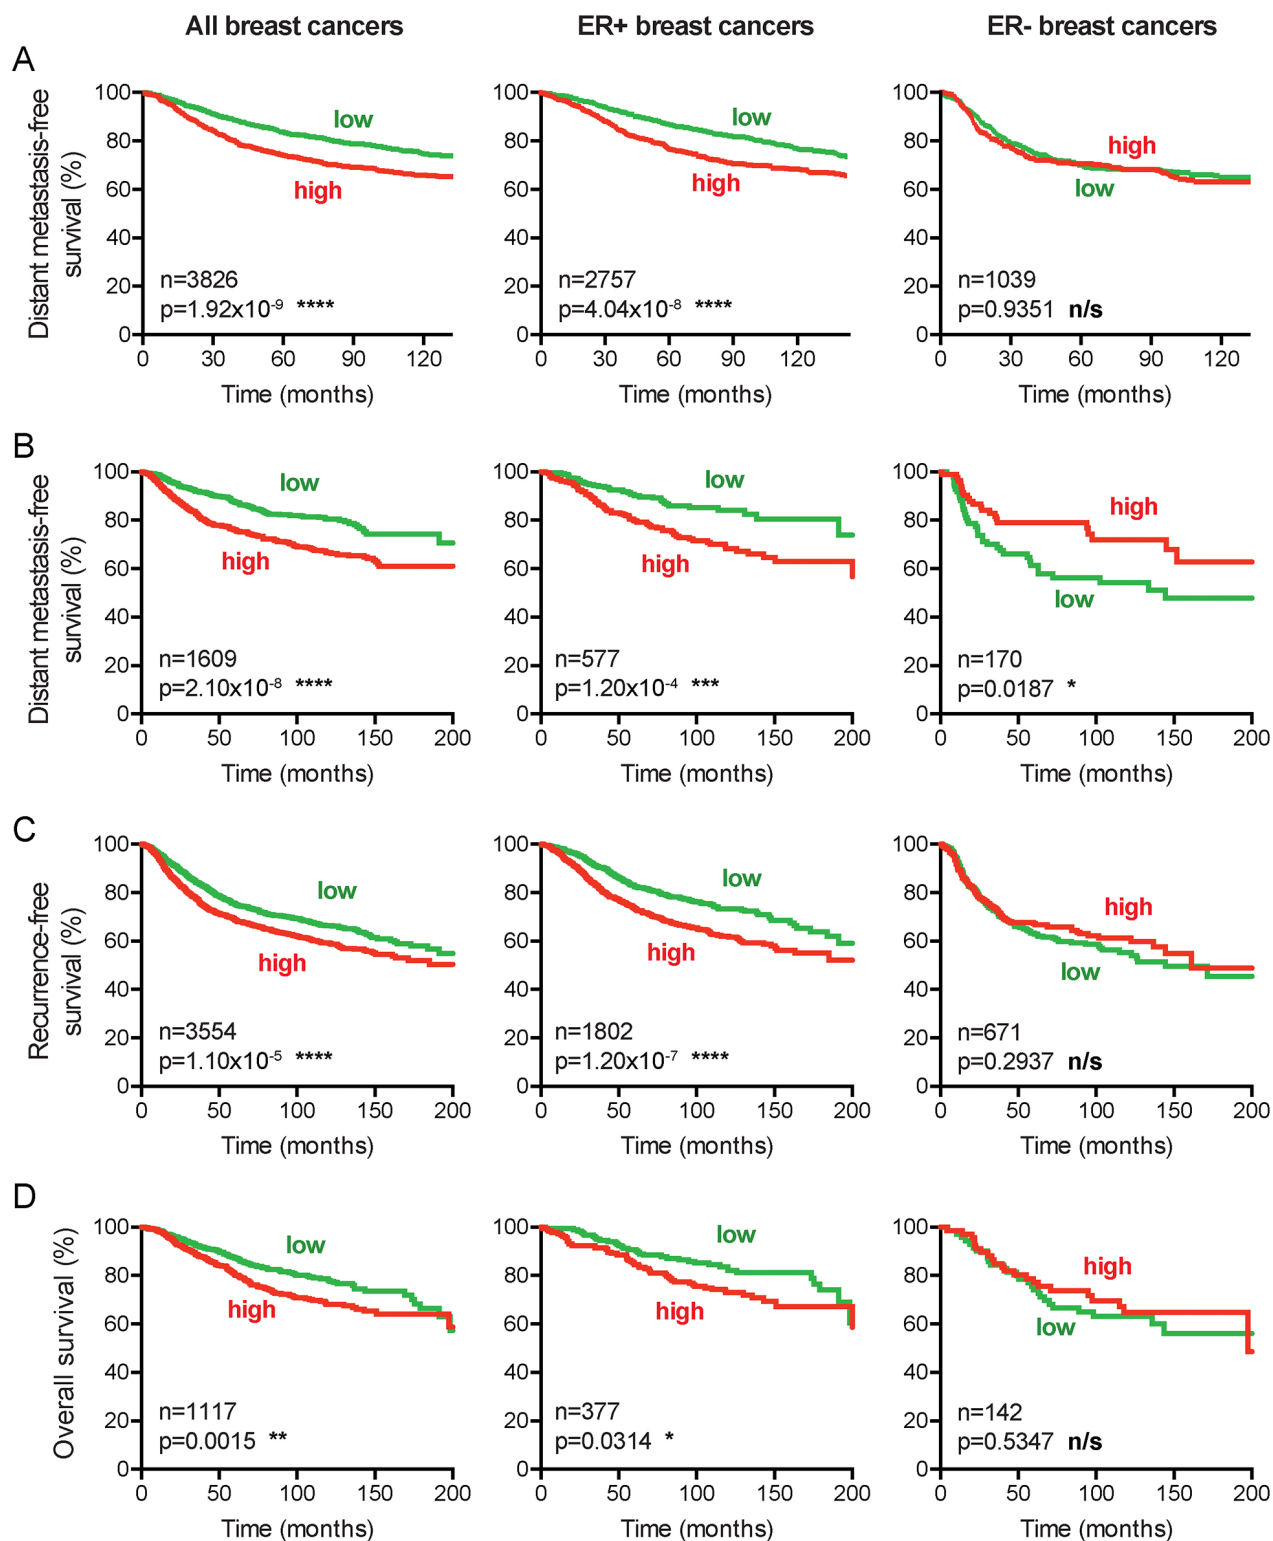 All breast cancers
ER+ breast cancers
ER- breast cancers
A
Distant metastasis-free
survival (%)
100
80
60
40
20
0
low
high
n=3826
p=1.92x10⁻⁹ ****
0 30 60 90 120
Time (months)
100
80
60
40
20
0
low
high
n=2757
p=4.04x10⁻⁸ ****
0 30 60 90 120
Time (months)
100
80
60
40
20
0
high
low
n=1039
p=0.9351 n/s
0 30 60 90 120
Time (months)
B
Distant metastasis-free
survival (%)
100
80
60
40
20
0
low
high
n=1609
p=2.10x10⁻⁸ ****
0 50 100 150 200
Time (months)
100
80
60
40
20
0
low
high
n=577
p=1.20x10⁻⁴ ***
0 50 100 150 200
Time (months)
100
80
60
40
20
0
high
low
n=170
p=0.0187 *
0 50 100 150 200
Time (months)
C
Recurrence-free
survival (%)
100
80
60
40
20
0
low
high
n=3554
p=1.10x10⁻⁵ ****
0 50 100 150 200
Time (months)
100
80
60
40
20
0
low
high
n=1802
p=1.20x10⁻⁷ ****
0 50 100 150 200
Time (months)
100
80
60
40
20
0
high
low
n=671
p=0.2937 n/s
0 50 100 150 200
Time (months)
D
Overall survival (%)
100
80
60
40
20
0
low
high
n=1117
p=0.0015 **
0 50 100 150 200
Time (months)
100
80
60
40
20
0
low
high
n=377
p=0.0314 *
0 50 100 150 200
Time (months)
100
80
60
40
20
0
high
low
n=142
p=0.5347 n/s
0 50 100 150 200
Time (months)